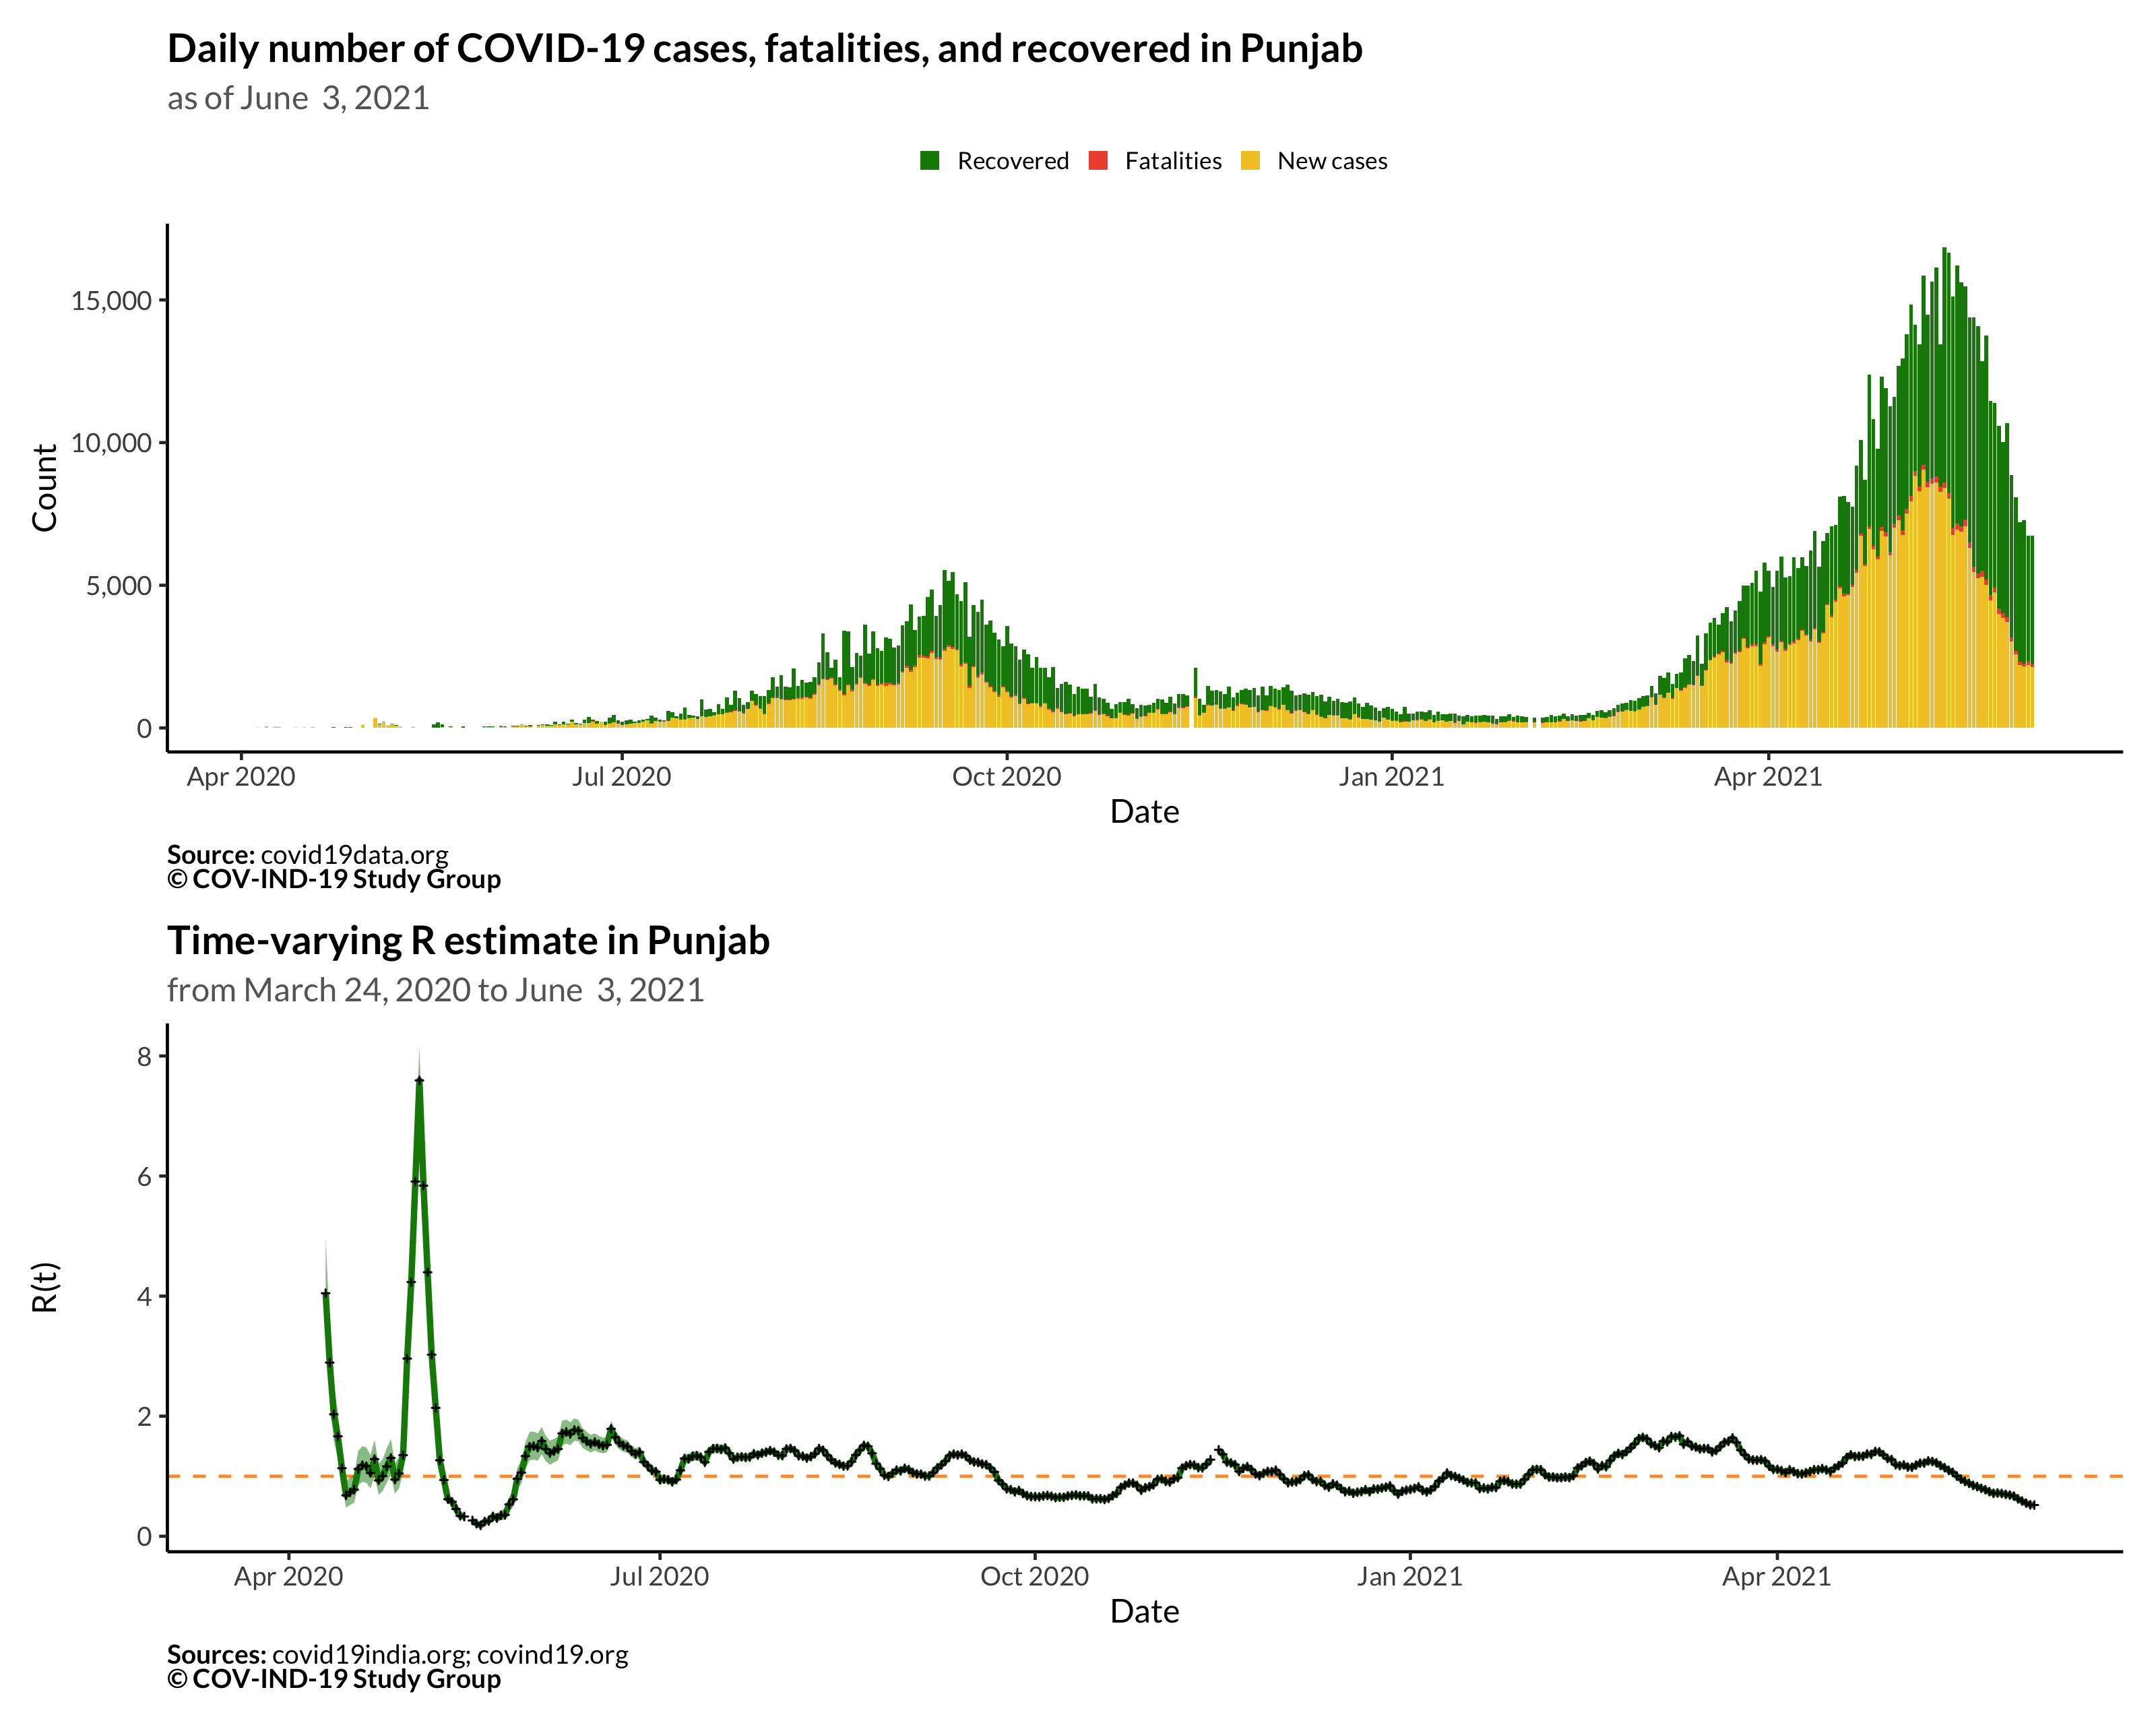 Daily number of COVID-19 cases, fatalities, and recovered in Punjab
as of June  3, 2021
Recovered Fatalities New cases
15,000
10,000
5,000
0
Count
Apr 2020 Jul 2020 Oct 2020 Jan 2021 Apr 2021
Date
Source: covid19data.org
© COV-IND-19 Study Group
Time-varying R estimate in Punjab
from March 24, 2020 to June  3, 2021
8
6
4
2
0
R(t)
Apr 2020 Jul 2020 Oct 2020 Jan 2021 Apr 2021
Date
Sources: covid19india.org; covind19.org
© COV-IND-19 Study Group